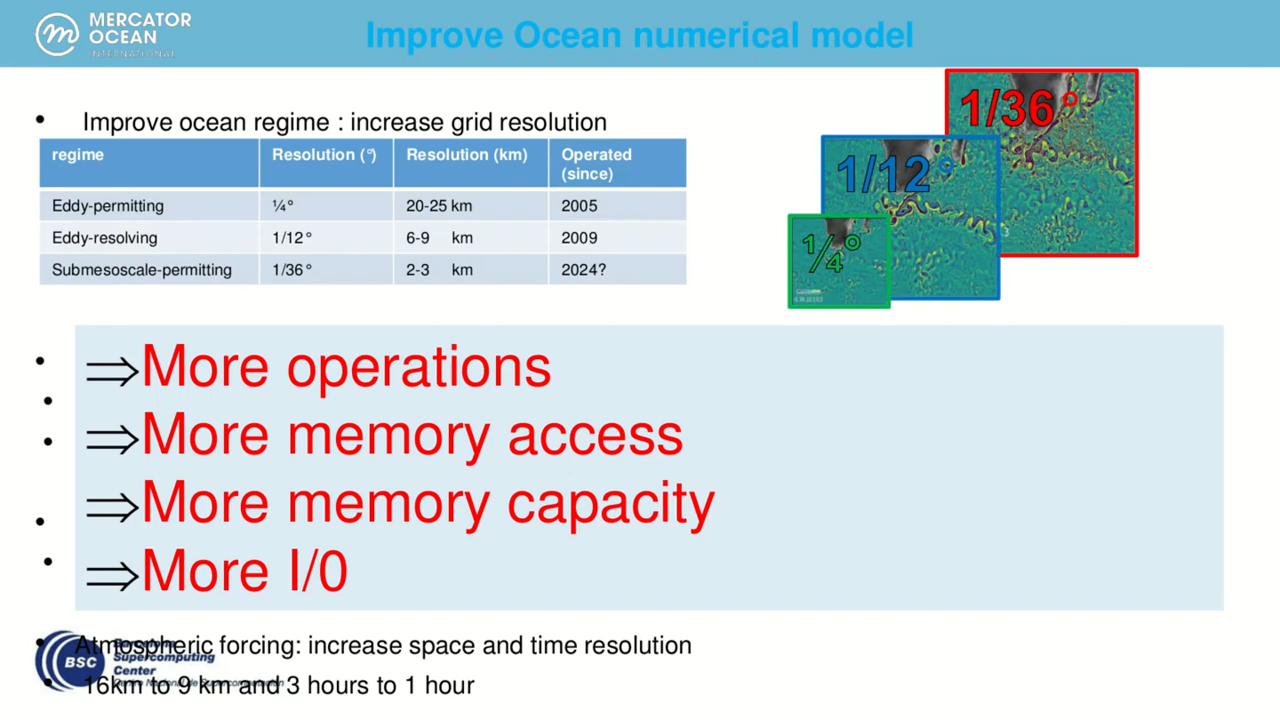 MERCATOR
OCEAN
INTERNATIONAL
Improve Ocean numerical model
• Improve ocean regime : increase grid resolution
regime Resolution (°) Resolution (km) Operated (since)
Eddy-permitting ¼° 20-25 km 2005
Eddy-resolving 1/12° 6-9 km 2009
Submesoscale-permitting 1/36° 2-3 km 2024?
1/36°
1/12°
¼°
⇒More operations
⇒More memory access
⇒More memory capacity
⇒More I/0
• Atmospheric forcing: increase space and time resolution
• 16km to 9 km and 3 hours to 1 hour
BSC
Barcelona
Supercomputing
Center